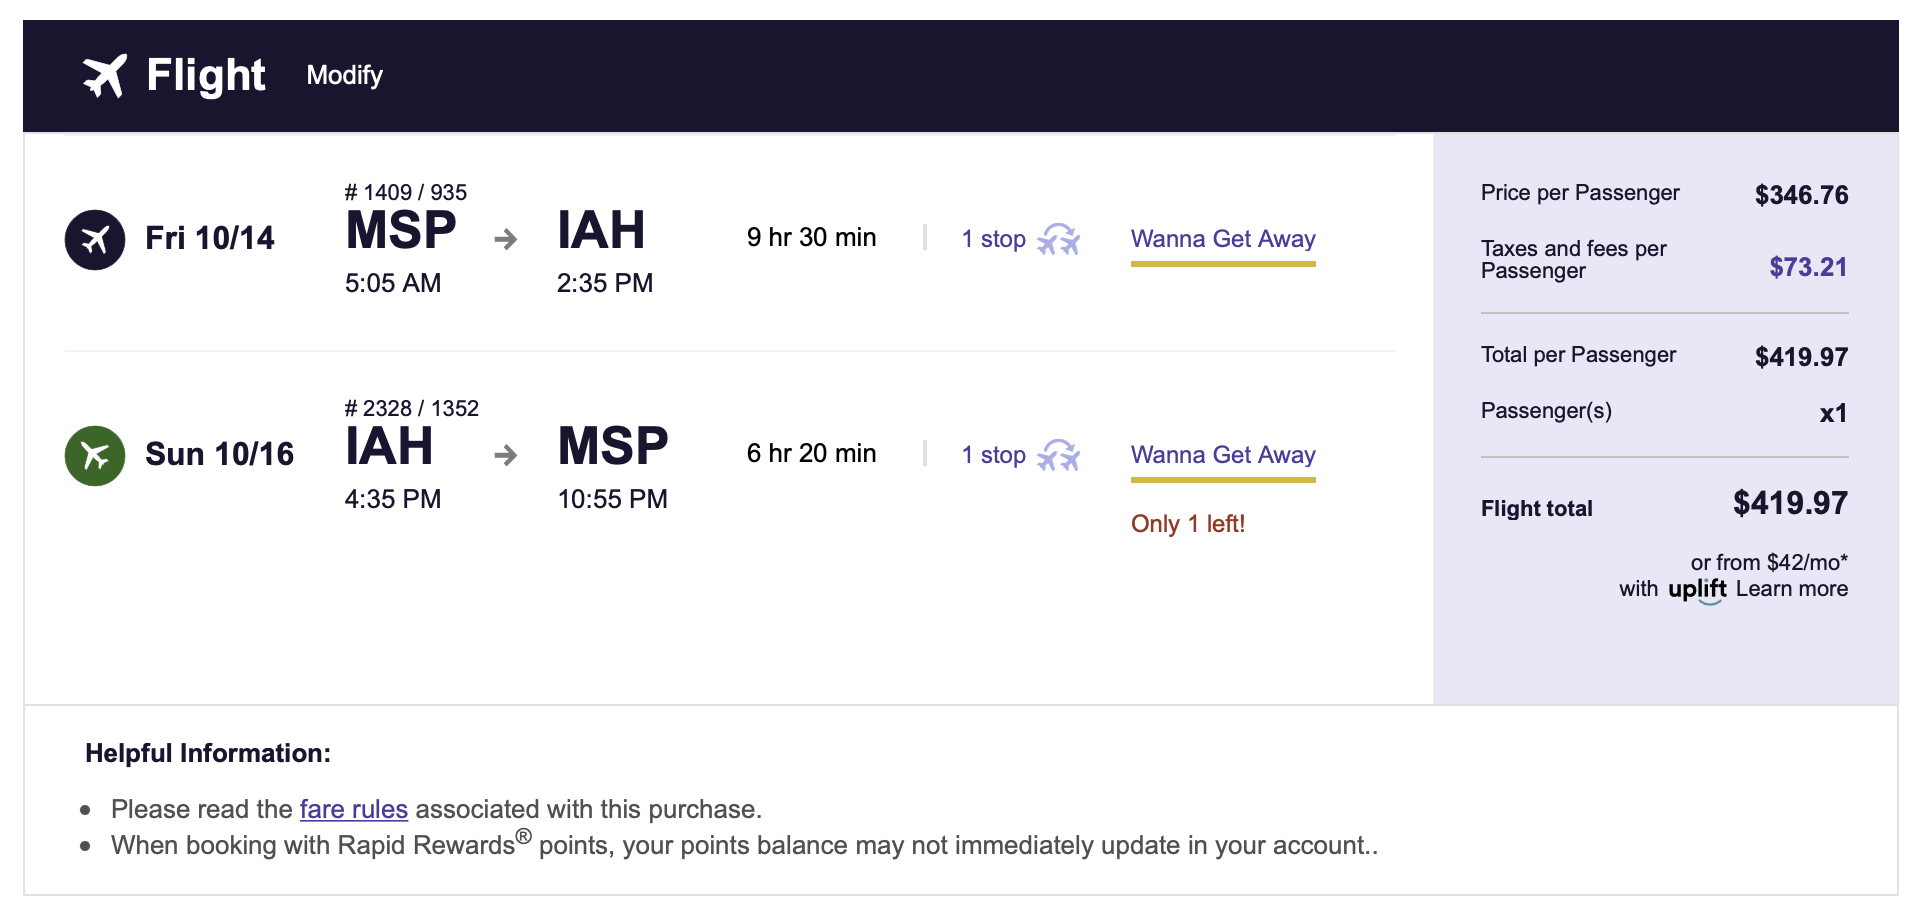 Flight Modify
# 1409 / 935
Fri 10/14 MSP → IAH 9 hr 30 min | 1 stop Wanna Get Away
5:05 AM 2:35 PM
# 2328 / 1352
Sun 10/16 IAH → MSP 6 hr 20 min | 1 stop Wanna Get Away
4:35 PM 10:55 PM
Only 1 left!
Price per Passenger $346.76
Taxes and fees per
Passenger $73.21
Total per Passenger $419.97
Passenger(s) x1
Flight total $419.97
or from $42/mo*
with uplift Learn more
Helpful Information:
• Please read the fare rules associated with this purchase.
• When booking with Rapid Rewards® points, your points balance may not immediately update in your account..